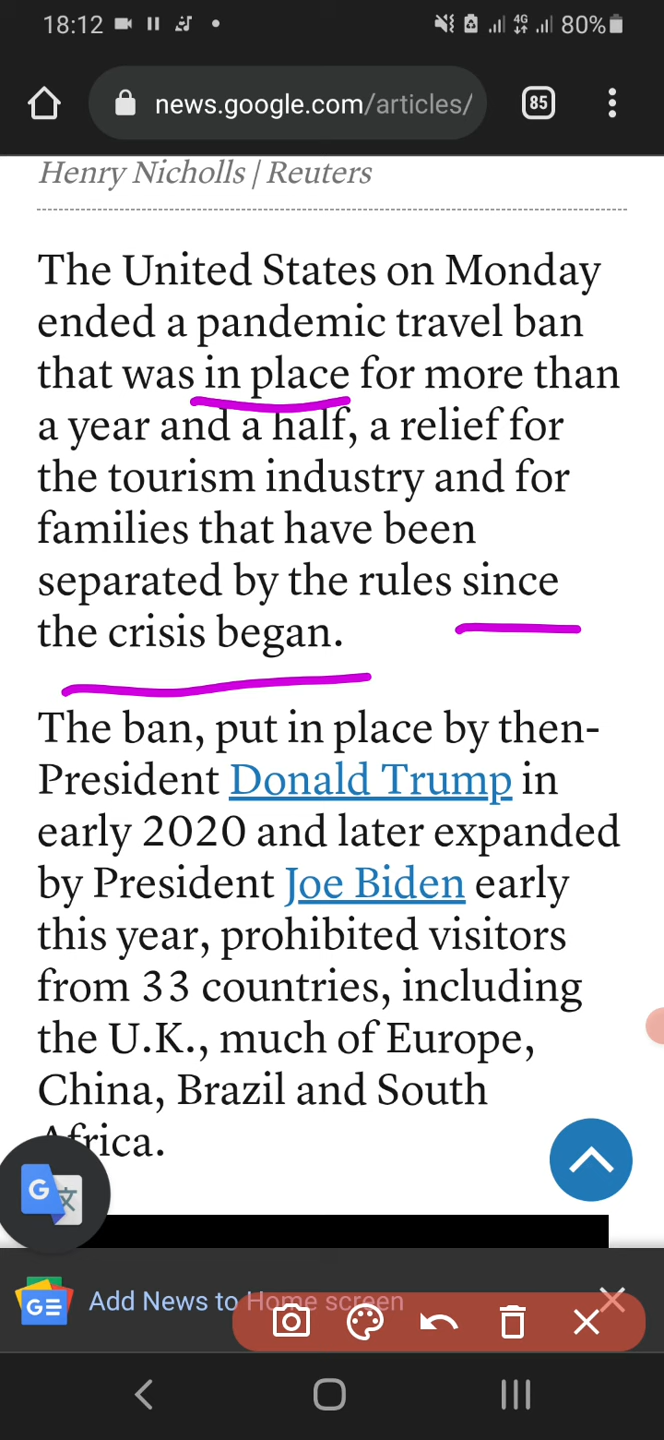 18:12
4G
80%
news.google.com/articles/
85
Henry Nicholls | Reuters
The United States on Monday
ended a pandemic travel ban
that was in place for more than
a year and a half, a relief for
the tourism industry and for
families that have been
separated by the rules since
the crisis began.
The ban, put in place by then-
President Donald Trump in
early 2020 and later expanded
by President Joe Biden early
this year, prohibited visitors
from 33 countries, including
the U.K., much of Europe,
China, Brazil and South
Africa.
G 文
GE Add News to Home screen